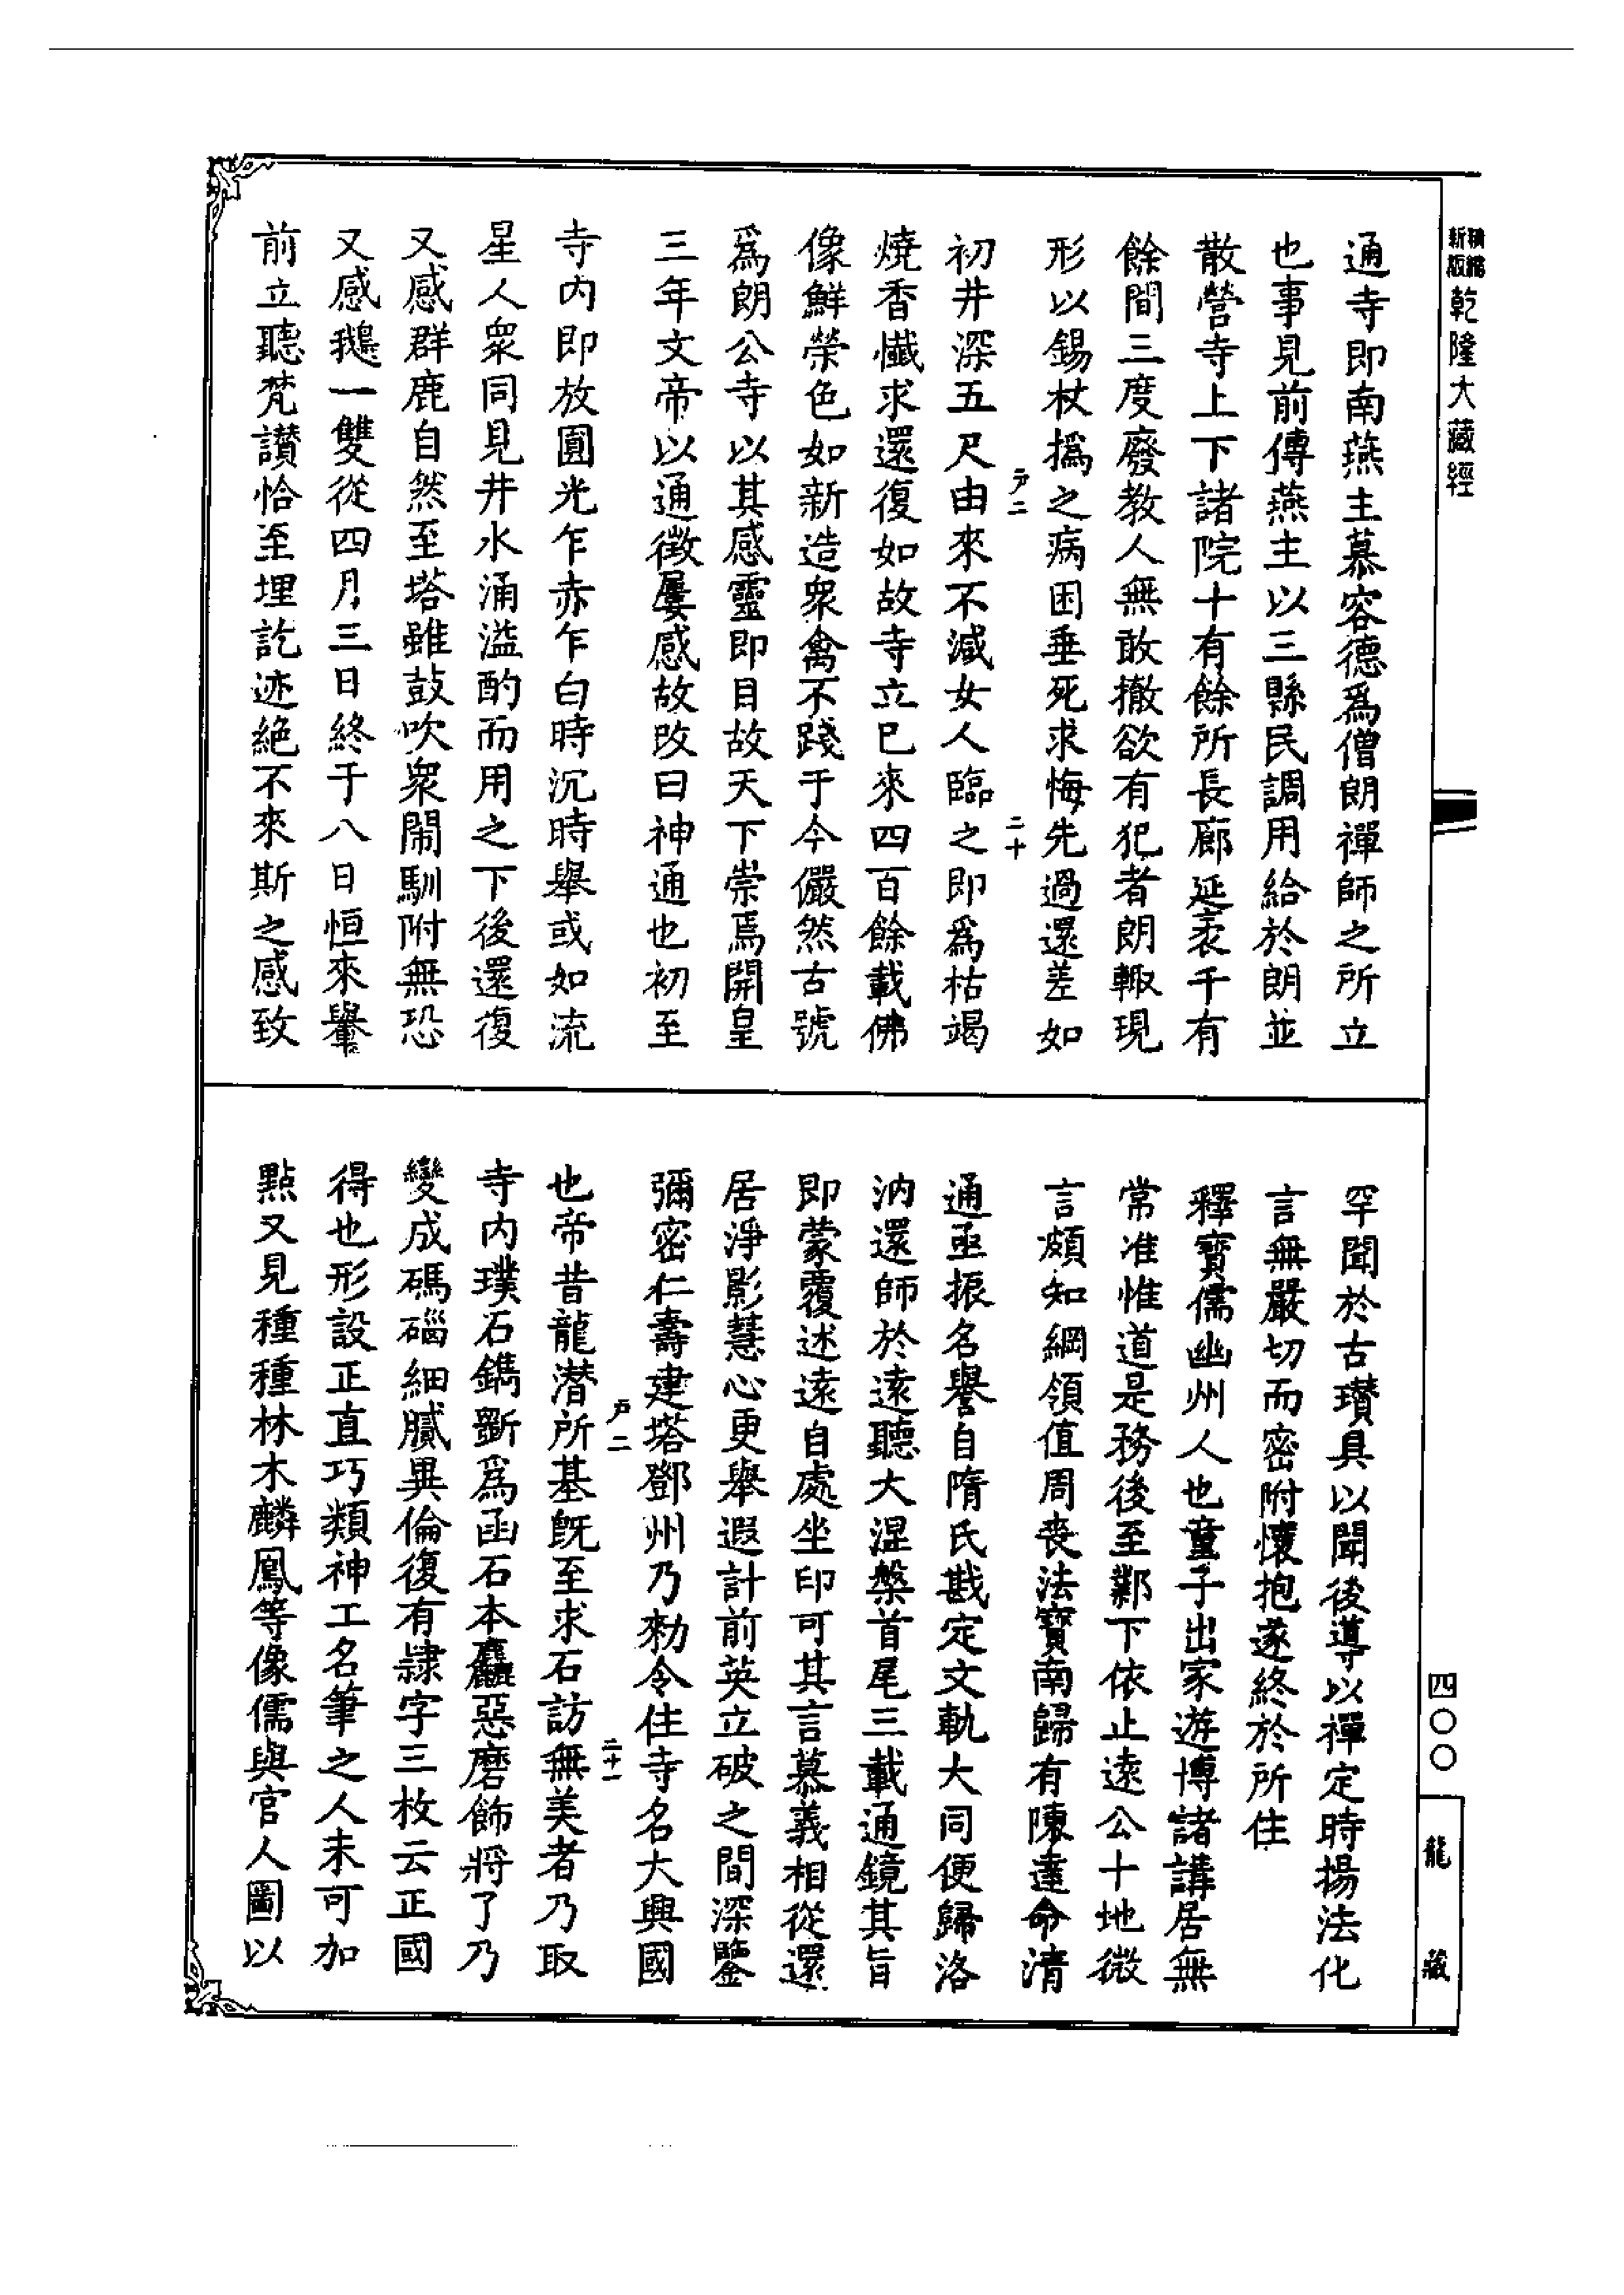 精縮
新版
乾隆大藏經
通寺即南燕主慕容德爲僧朗禪師之所立
也事見前傳燕主以三縣民調用給於朗並
散營寺上下諸院十有餘所長廊延袤千有
餘間三度廢教人無敢撤欲有犯者朗輙現
形以錫杖撝之病困垂死求悔先過還差如
户二
二十
初井深五尺由來不減女人臨之即爲枯竭
燒香懺求還復如故寺立已來四百餘載佛
像鮮榮色如新造衆禽不踐于今儼然古號
爲朗公寺以其感靈即目故天下崇焉開皇
三年文帝以通徵屢感故改曰神通也初至
寺內即放圓光乍赤乍白時沉時舉或如流
星人衆同見井水涌溢酌而用之下後還復
又感群鹿自然至塔雖鼓吹衆鬧馴附無恐
又感鵝一雙從四月三日終于八日恒來轝
前立聽梵讚恰至埋訖迹絕不來斯之感致
罕聞於古瓚具以聞後導以禪定時揚法化
言無嚴切而密附懷抱遂終於所住
釋寶儒幽州人也童子出家遊博諸講居無
常准惟道是務後至鄴下依止遠公十地微
言頗知綱領值周喪法寶南歸有陳達命清
通亟振名譽自隋氏戡定文軌大同便歸洛
汭還師於遠聽大涅槃首尾三載通鏡其旨
即蒙覆述遠自處坐印可其言慕義相從還
居淨影慧心更舉遐計前英立破之間深鑒
彌密仁壽建塔鄧州乃勑令住寺名大興國
户二
二十一
也帝昔龍潛所基既至求石訪無美者乃取
寺內璞石鐫斲爲函石本麤惡磨飾將了乃
變成碼碯細膩異倫復有隸字三枚云正國
得也形設正直巧類神工名筆之人未可加
點又見種種林木麟鳳等像儒與官人圖以
四〇〇
龍藏